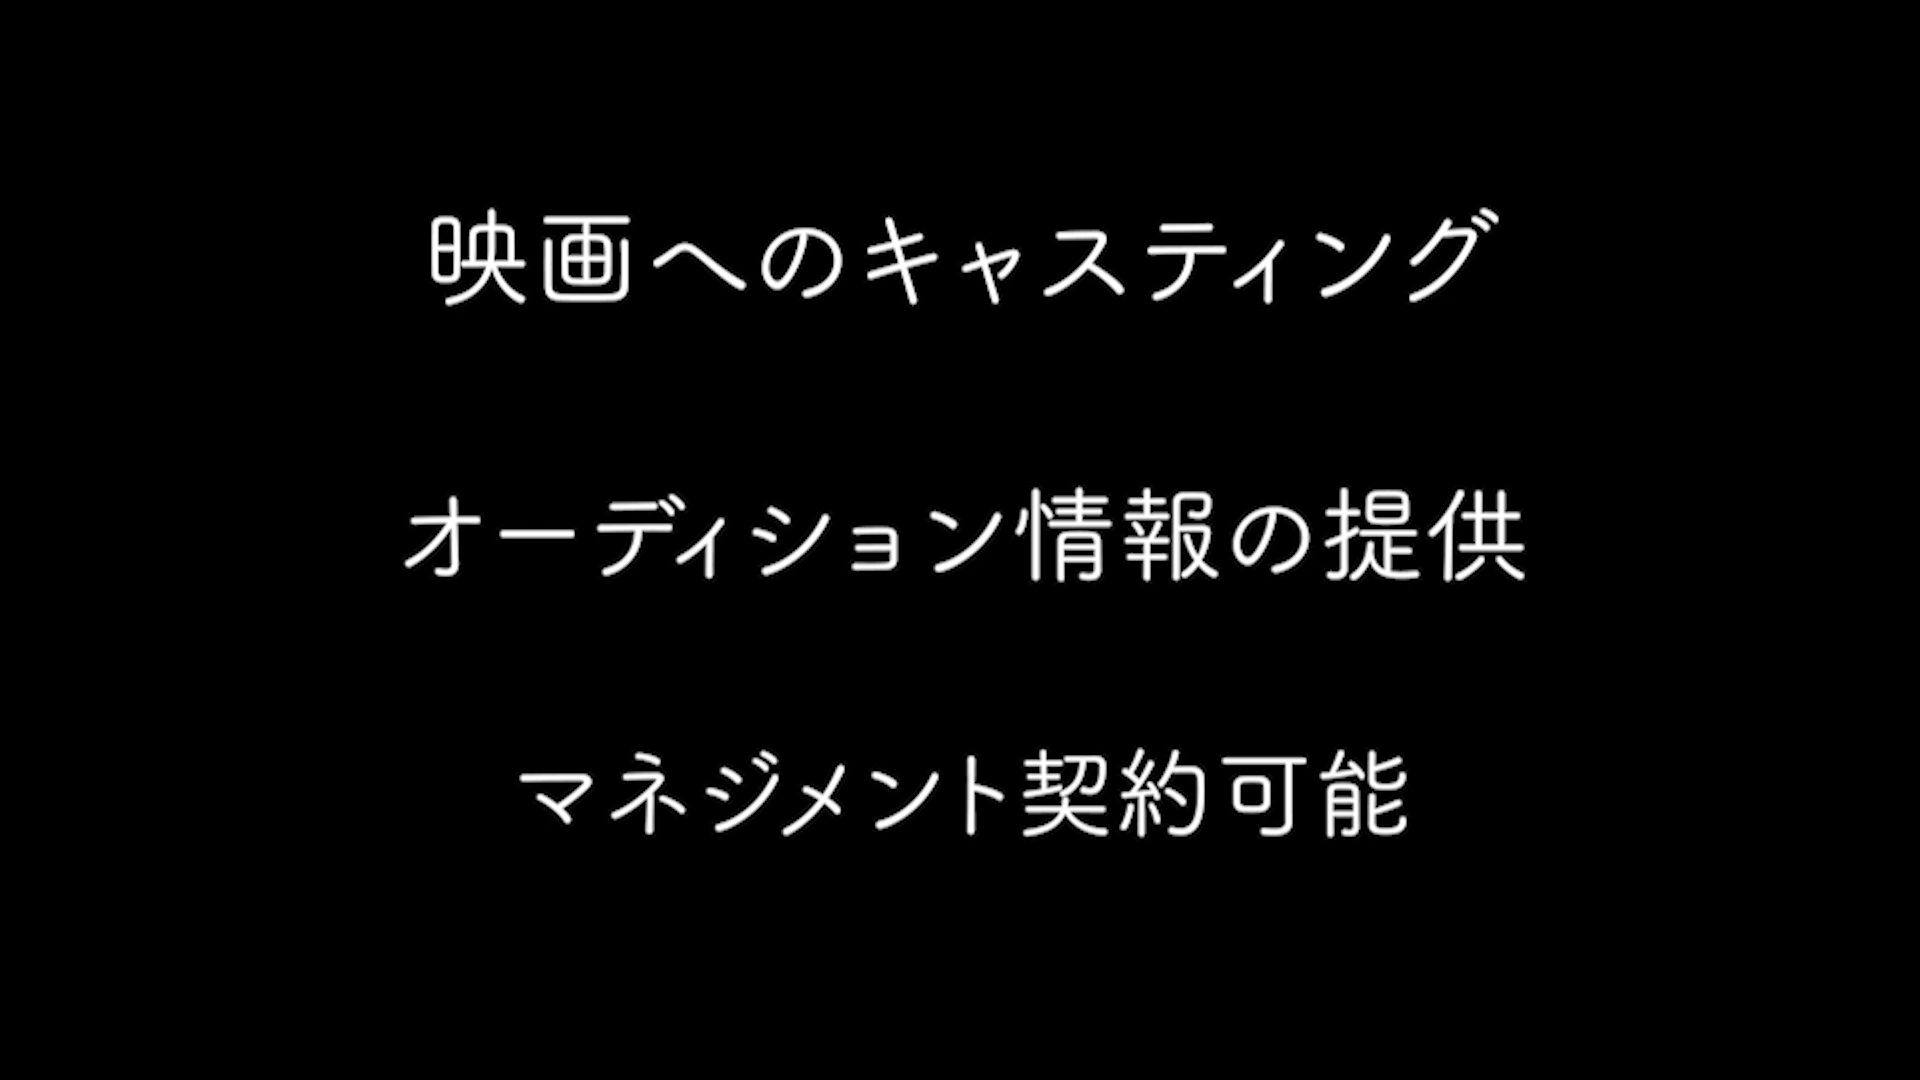 映画へのキャスティング
オーディション情報の提供
マネジメント契約可能